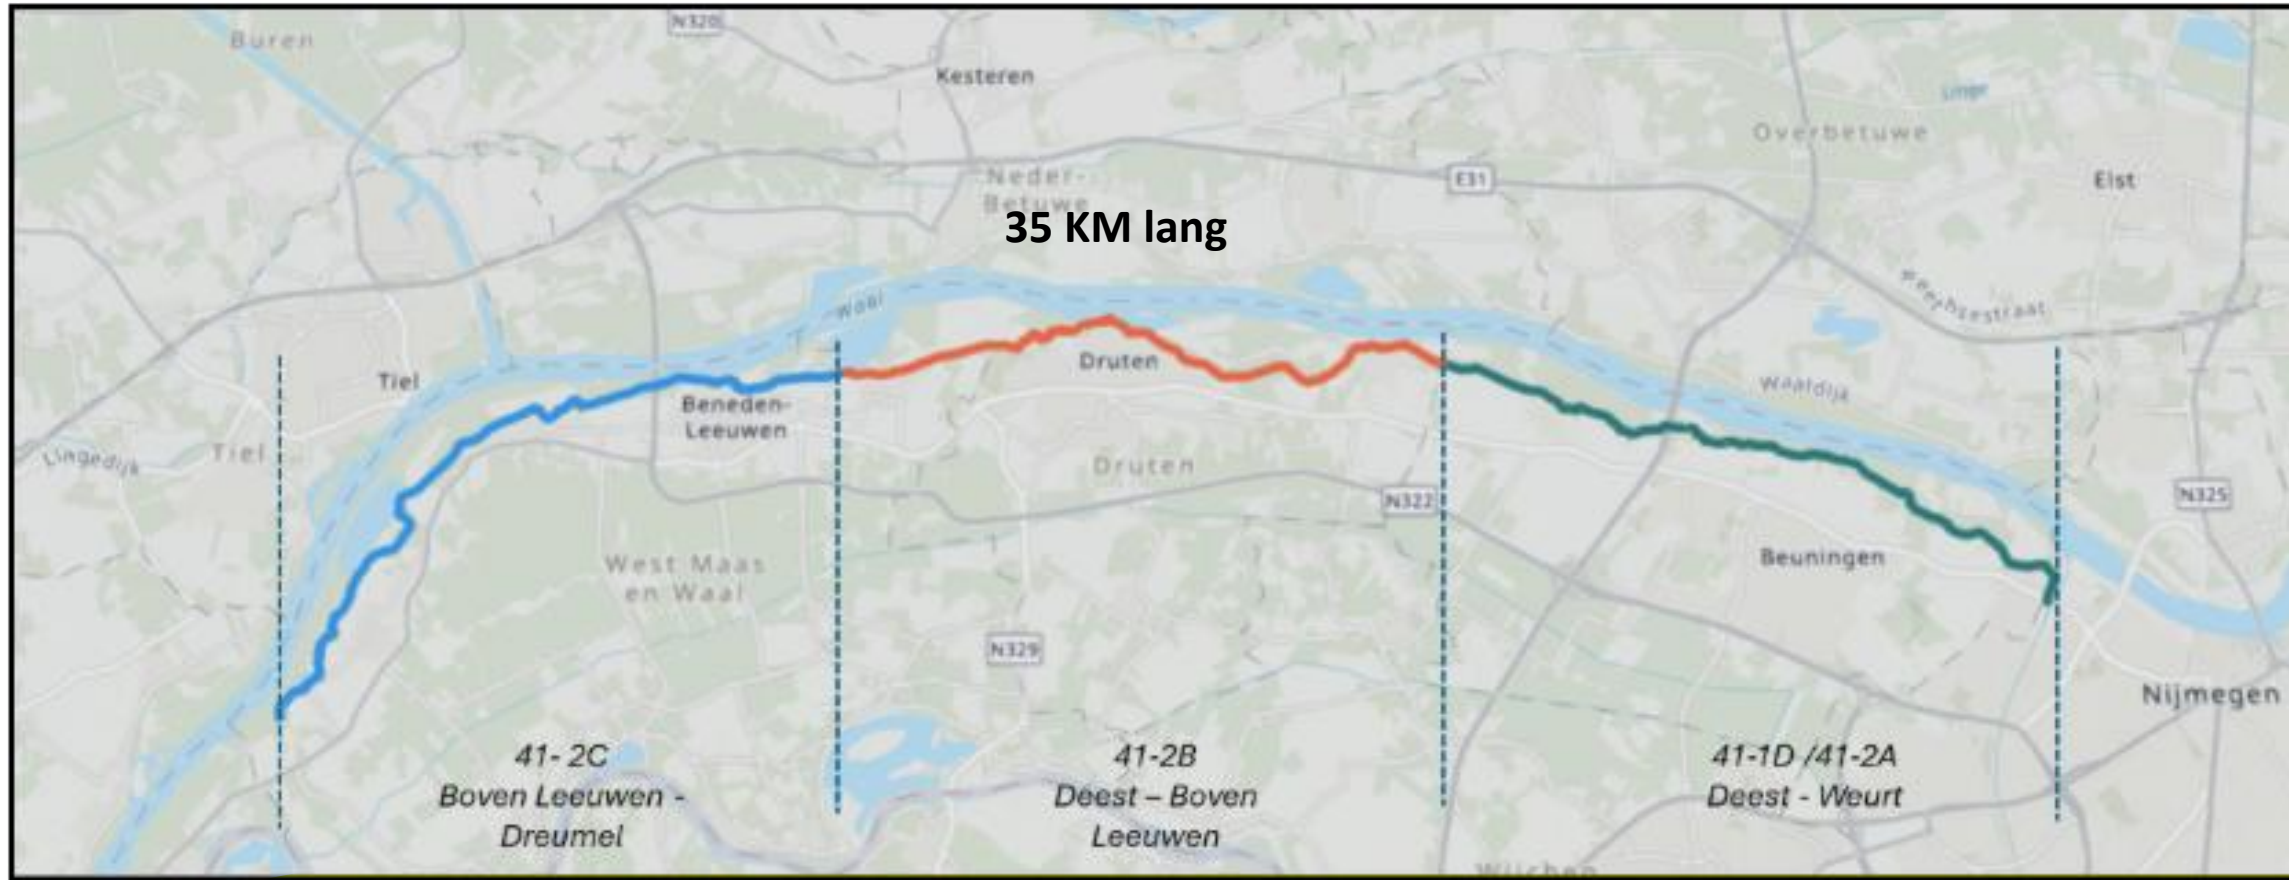 N320
Buren
Kesteren
Linge
Overbetuwe
Neder-
Betuwe
E31
Elst
35 KM lang
Waal
Druten
Tiel
Waaldijk
Beneden-
Leeuwen
Tiel
Lingedijk
Druten
N322
N325
West Maas
en Waal
Beuningen
N329
Nijmegen
41- 2C
Boven Leeuwen -
Dreumel
41-2B
Deest – Boven
Leeuwen
41-1D /41-2A
Deest - Weurt